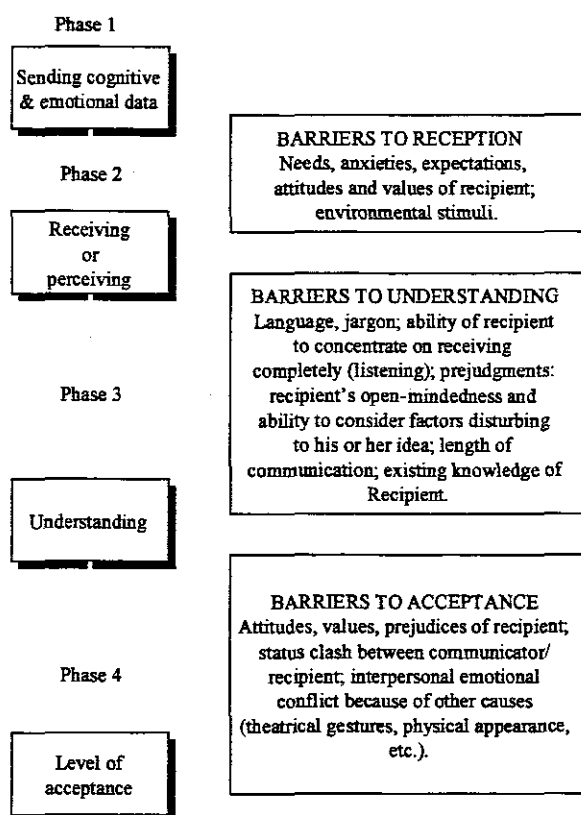 Phase 1
Sending cognitive
& emotional data
BARRIERS TO RECEPTION
Needs, anxieties, expectations,
attitudes and values of recipient;
environmental stimuli.
Phase 2
Receiving
or
perceiving
BARRIERS TO UNDERSTANDING
Language, jargon; ability of recipient
to concentrate on receiving
completely (listening); prejudgments:
recipient's open-mindedness and
ability to consider factors disturbing
to his or her idea; length of
communication; existing knowledge of
Recipient.
Phase 3
Understanding
BARRIERS TO ACCEPTANCE
Attitudes, values, prejudices of recipient;
status clash between communicator/
recipient; interpersonal emotional
conflict because of other causes
(theatrical gestures, physical appearance,
etc.).
Phase 4
Level of
acceptance